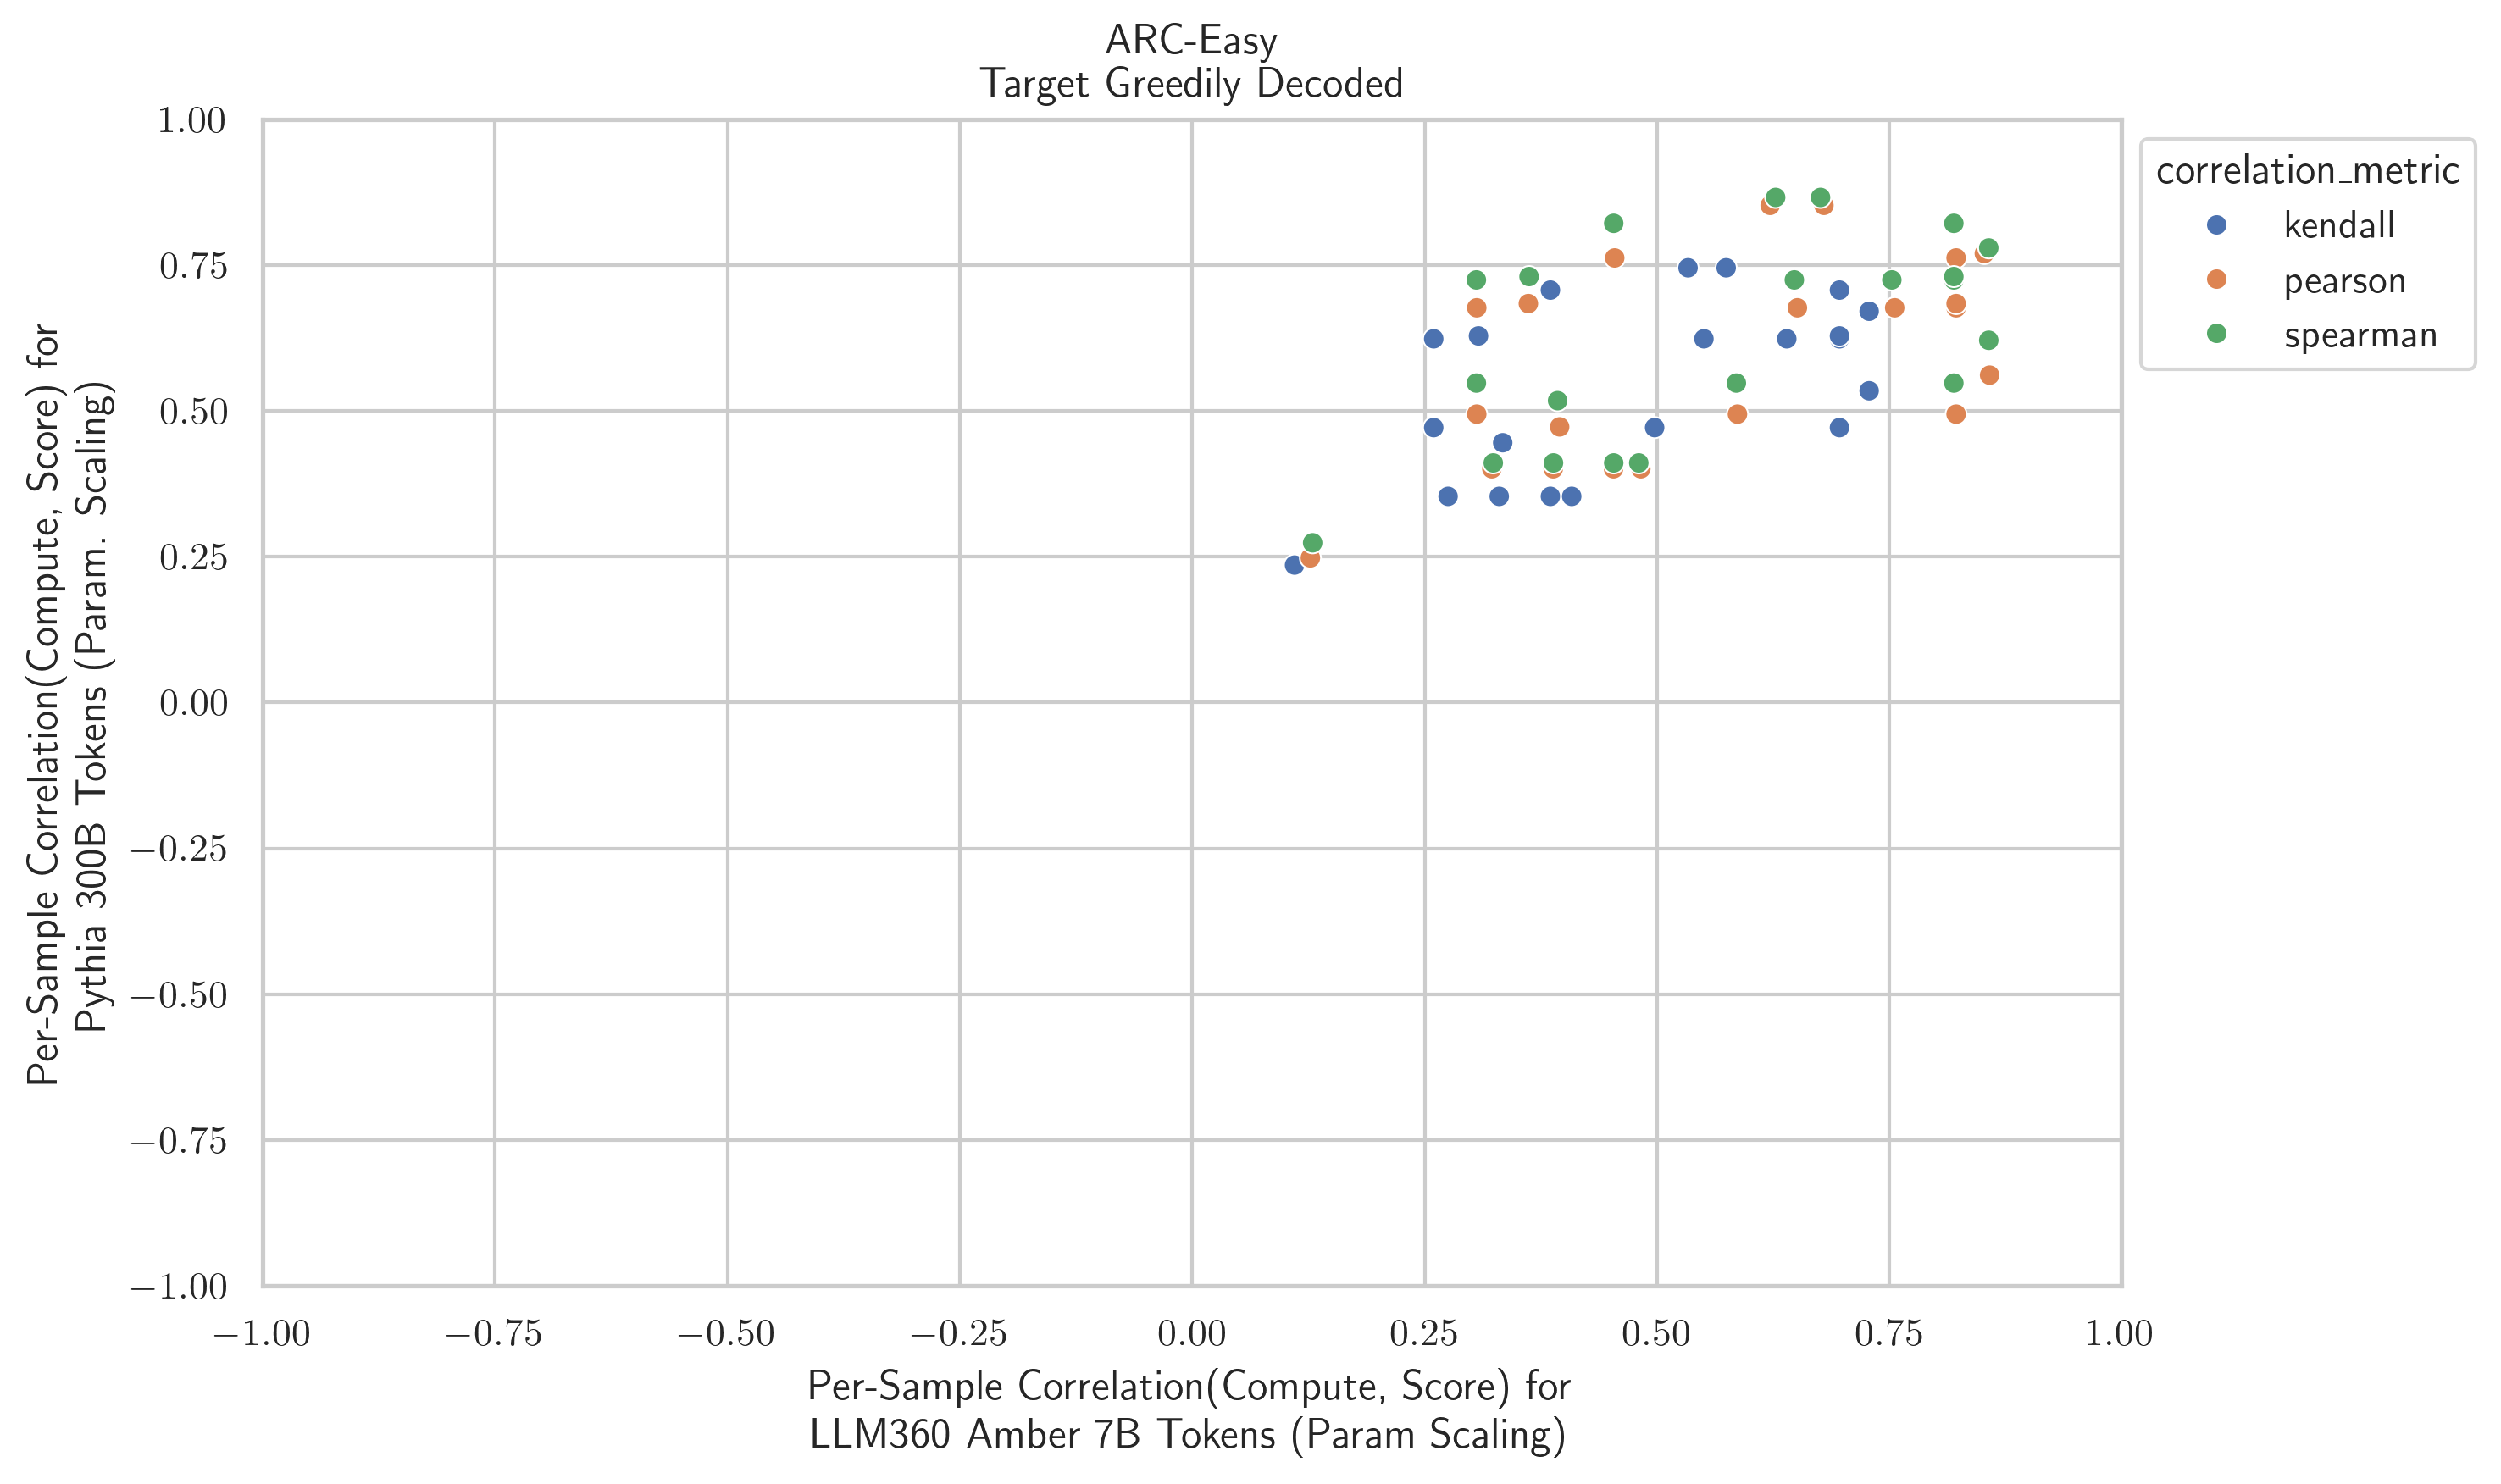 ARC-Easy
Target Greedily Decoded
Per-Sample Correlation(Compute, Score) for
Pythia 300B Tokens (Param. Scaling)
1.00
0.75
0.50
0.25
0.00
−0.25
−0.50
−0.75
−1.00
−1.00 −0.75 −0.50 −0.25 0.00 0.25 0.50 0.75 1.00
Per-Sample Correlation(Compute, Score) for
LLM360 Amber 7B Tokens (Param Scaling)
correlation_metric
kendall
pearson
spearman